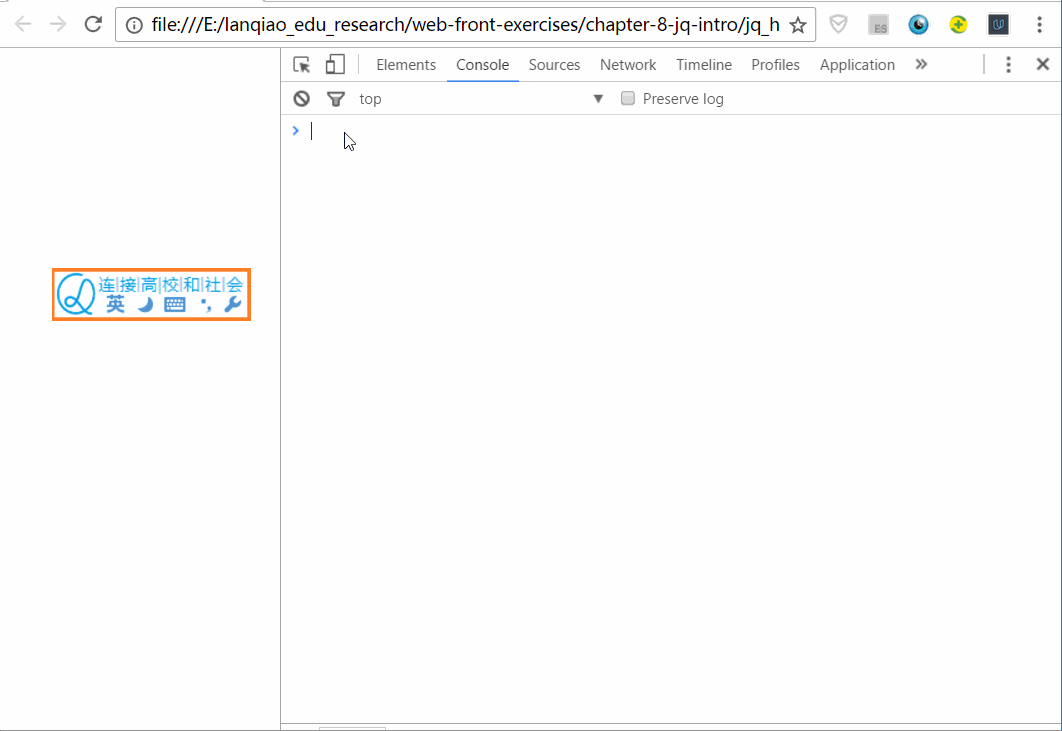 file:///E:/lanqiao_edu_research/web-front-exercises/chapter-8-jq-intro/jq_h
ES
Elements Console Sources Network Timeline Profiles Application »
top ▼ Preserve log
>
连|接|高|校|和|社|会
英